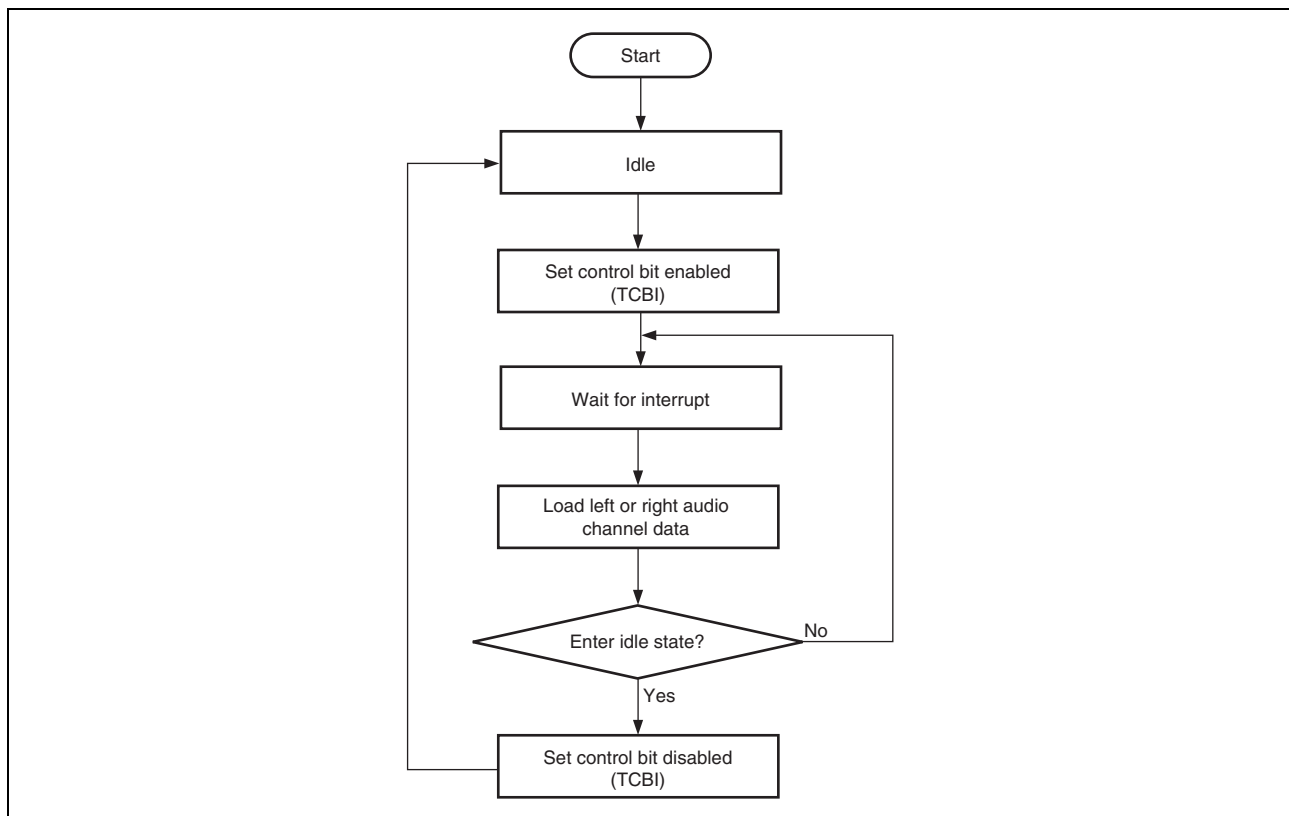 Start
Idle
Set control bit enabled
(TCBI)
Wait for interrupt
Load left or right audio
channel data
Enter idle state?
No
Yes
Set control bit disabled
(TCBI)